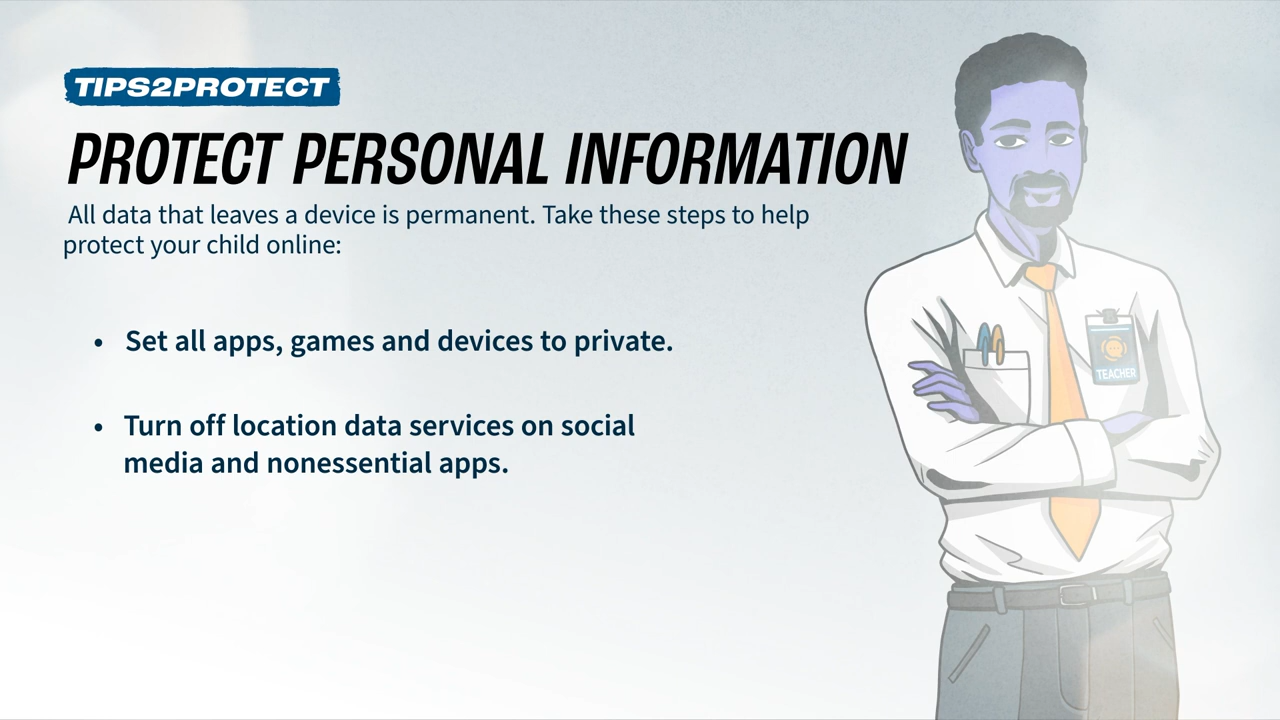 TIPS2PROTECT
PROTECT PERSONAL INFORMATION
All data that leaves a device is permanent. Take these steps to help
protect your child online:
• Set all apps, games and devices to private.
• Turn off location data services on social
media and nonessential apps.
TEACHER